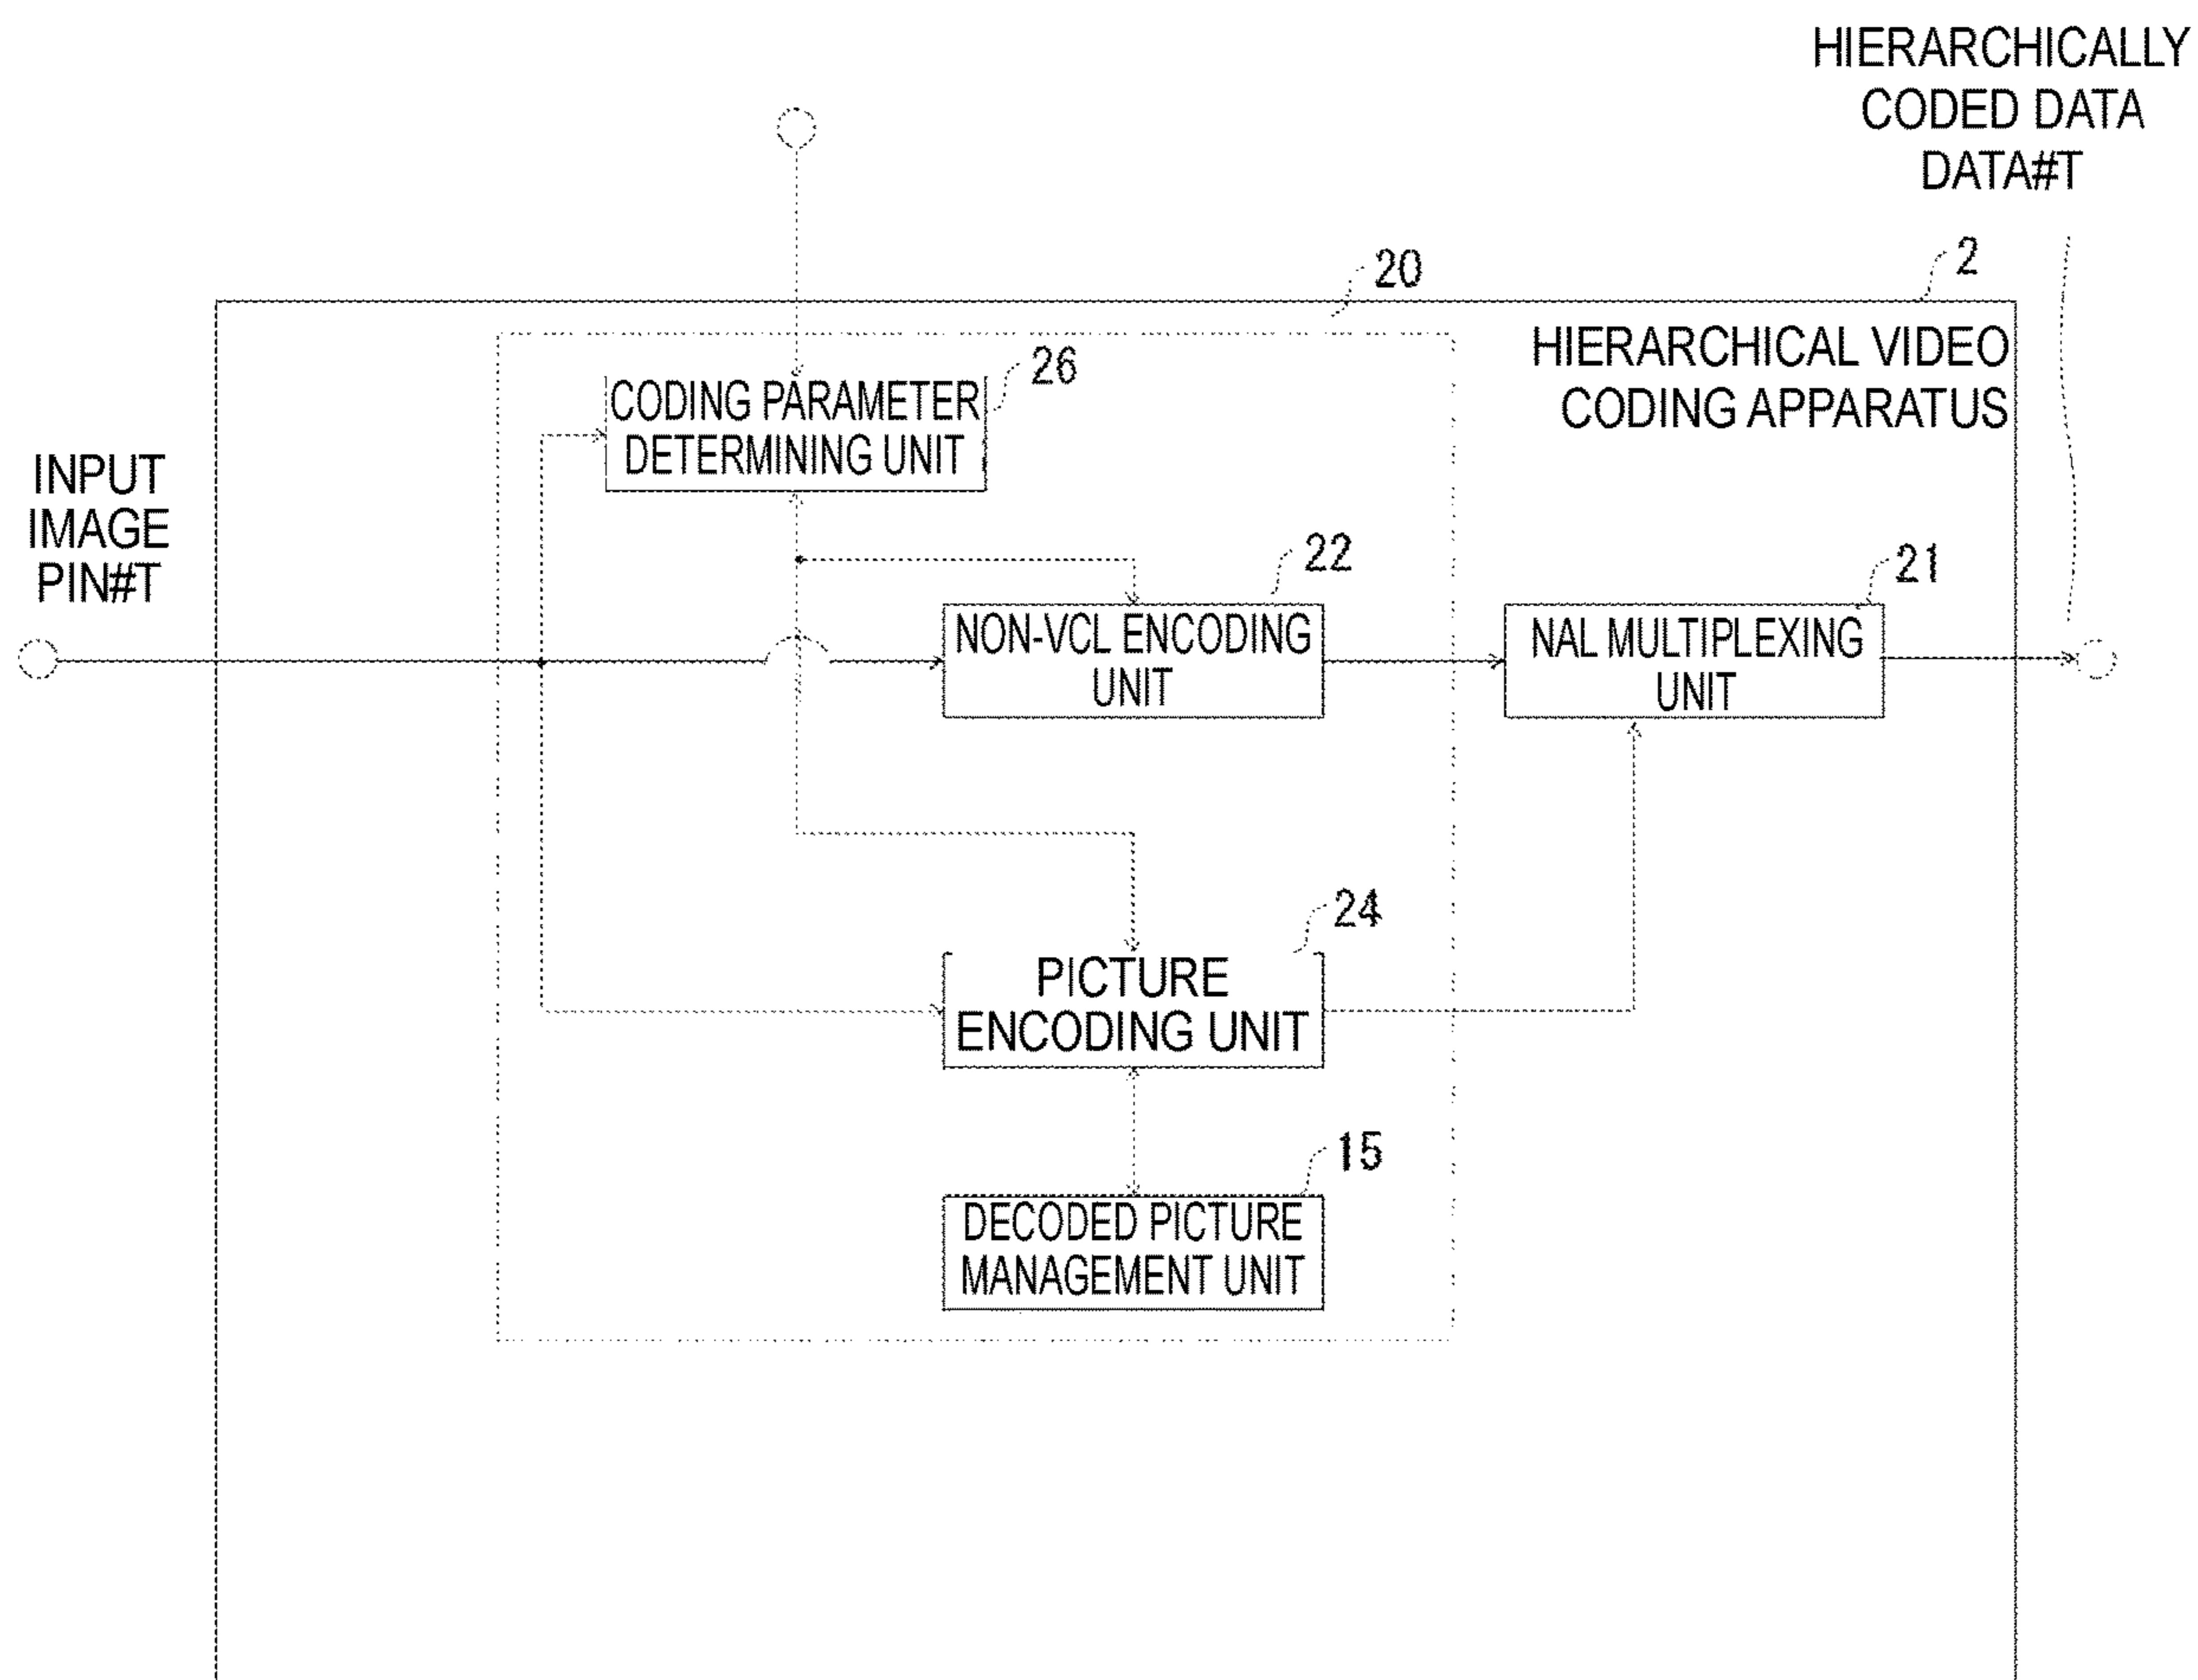 HIERARCHICALLY
CODED DATA
DATA#T
2
20
HIERARCHICAL VIDEO
CODING APPARATUS
26
CODING PARAMETER
DETERMINING UNIT
INPUT
IMAGE
PIN#T
22
NON-VCL ENCODING
UNIT
21
NAL MULTIPLEXING
UNIT
24
PICTURE
ENCODING UNIT
15
DECODED PICTURE
MANAGEMENT UNIT